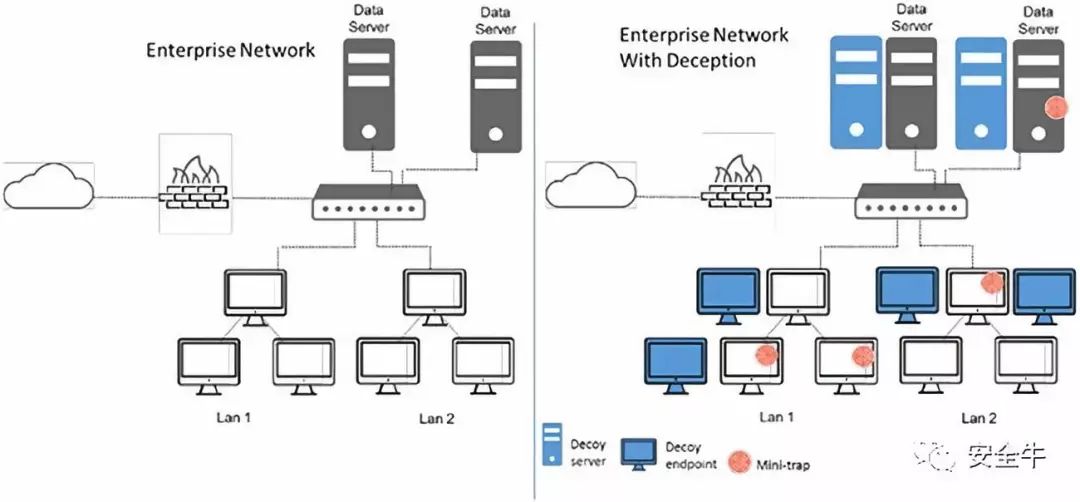 Enterprise Network
Data
Server
Data
Server
Lan 1
Lan 2
Enterprise Network
With Deception
Data
Server
Data
Server
Lan 1
Lan 2
Decoy
server
Decoy
endpoint
Mini-trap
安全牛